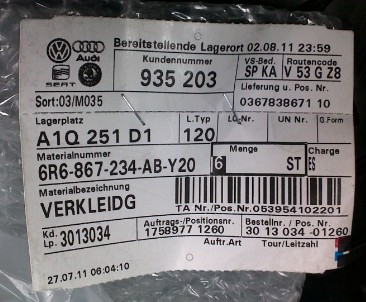 Bereitstellende Lagerort 02.08.11 23:59
Audi
SEAT
Kundennummer
935 203
VS-Bed.
SP KA
Routencode
V 53 G Z8
Sort:03/M035
Lieferung u. Pos.Nr.
0367838671 10
Lagerplatz
A1Q 251 D1
L.Typ
120
LG-Nr.
UN Nr.
G.Form
Materialnummer
6R6-867-234-AB-Y20
Menge
6 ST
Charge
ES
Materialbezeichnung
VERKLEIDG
TA Nr./Pos.Nr.053954102201
Kd.
Lp. 3013034
Auftrags-/Positionsnr.
1758977 1260
Bestellnr. / Pos.Nr.
30 13 034 -01260
Auftr.Art
Tour/Leitzahl
27.07.11 06:04:10